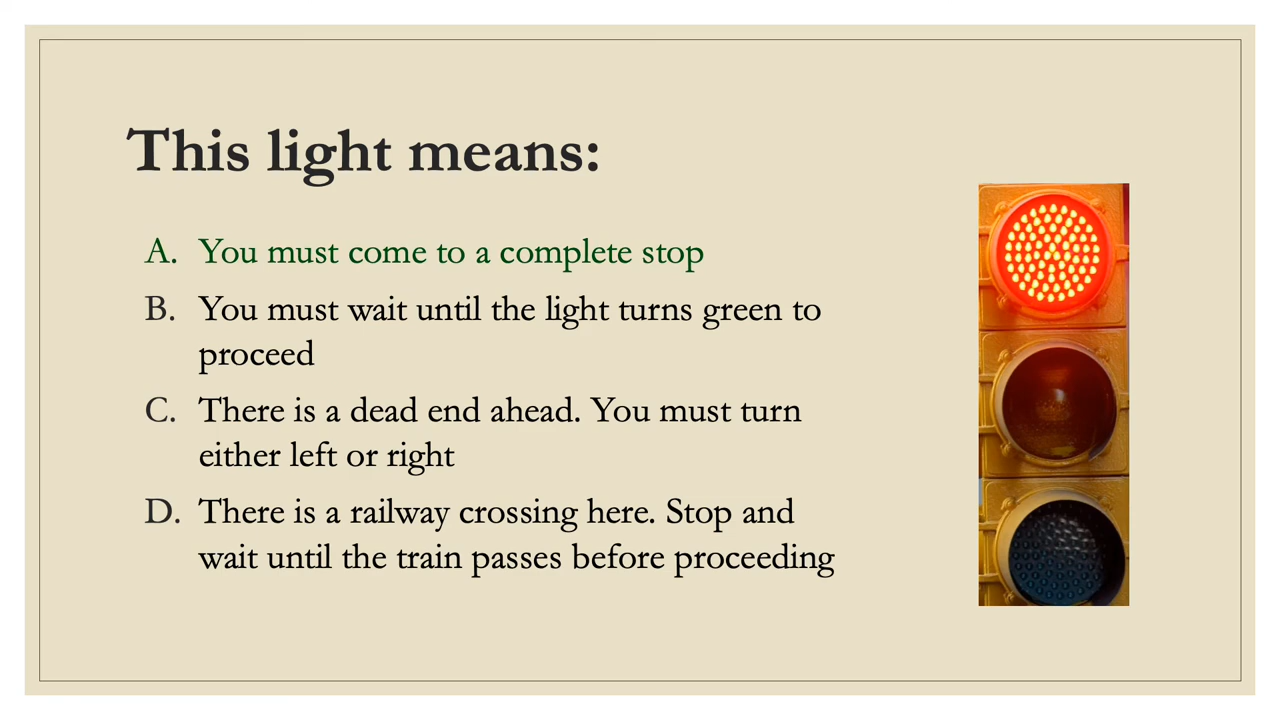 This light means:
A. You must come to a complete stop
B. You must wait until the light turns green to
proceed
C. There is a dead end ahead. You must turn
either left or right
D. There is a railway crossing here. Stop and
wait until the train passes before proceeding